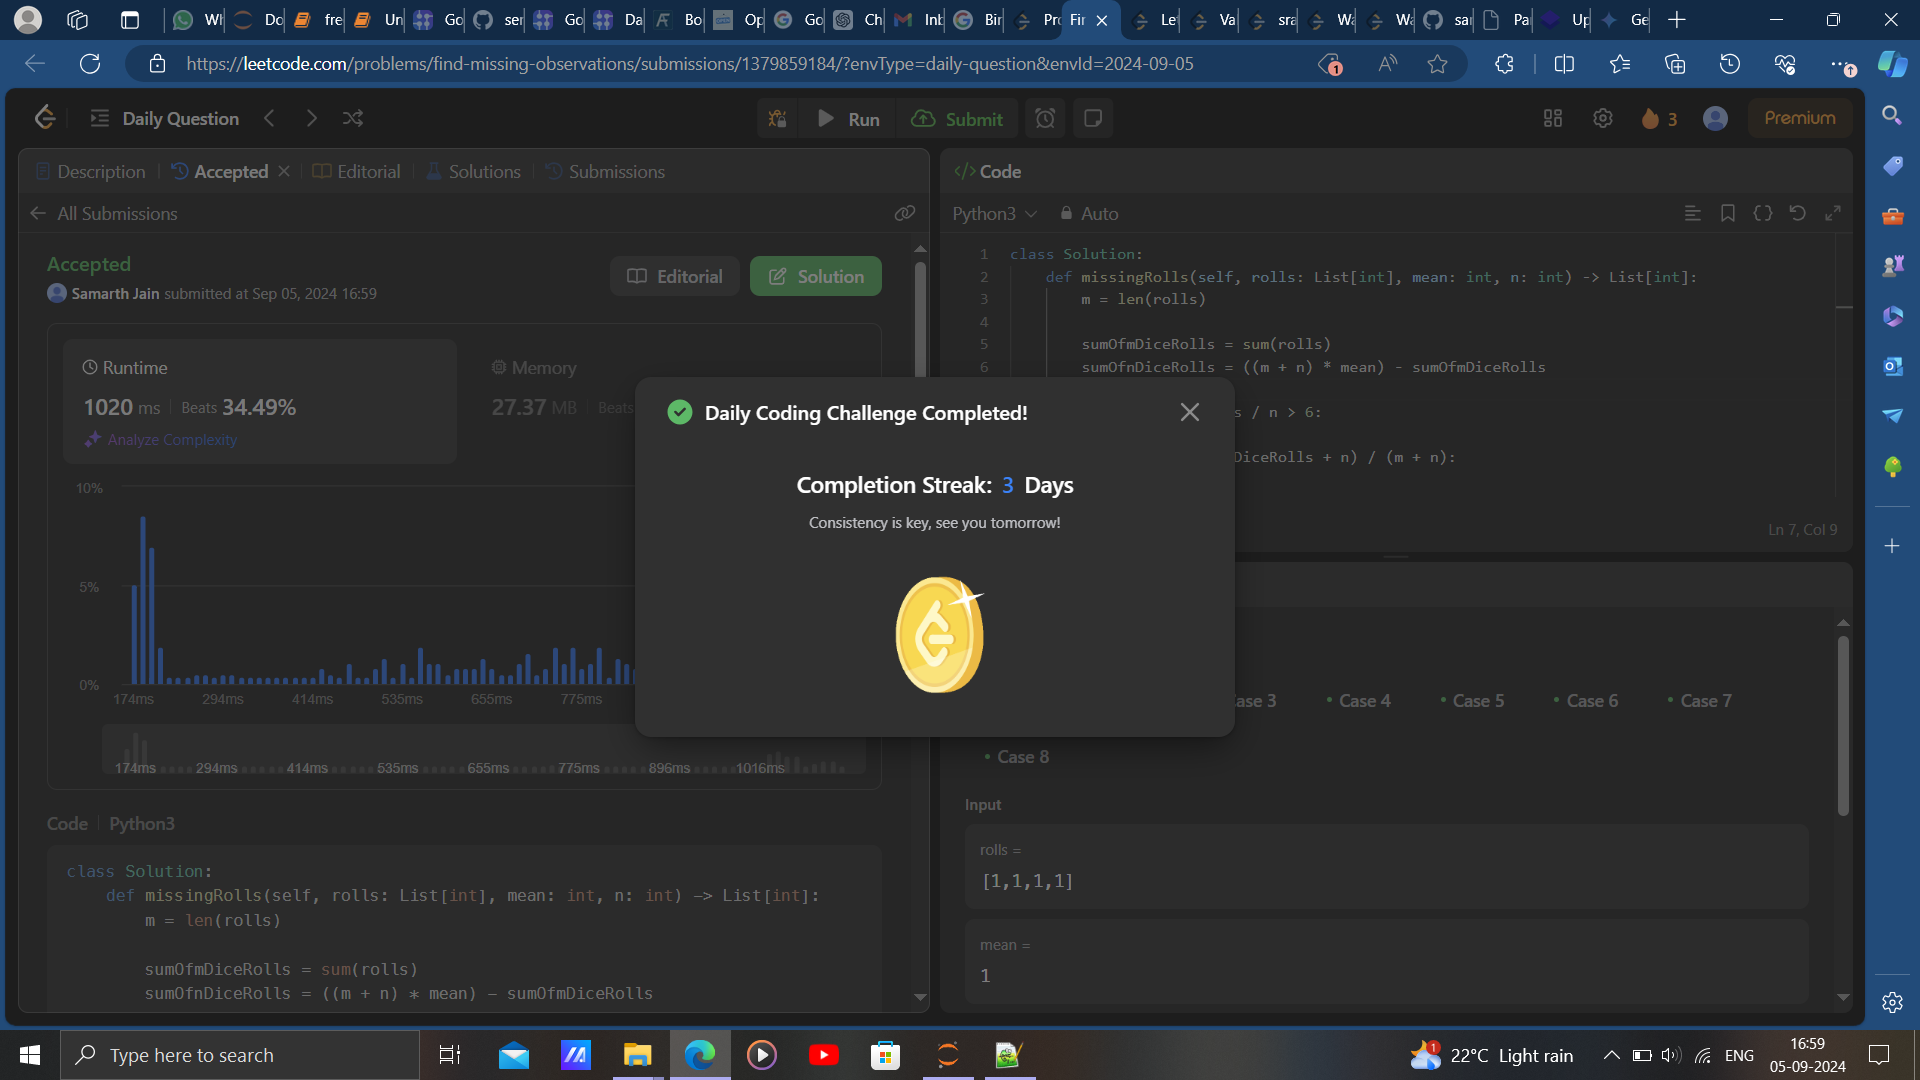 Wh
Do
fre
Un
Go
ser
Go
Da
Bo
Op
Go
Ch
Inb
Bir
Pro
Fir
Le
Va
sra
Wa
Wa
sar
Pa
Up
Ge
https://leetcode.com/problems/find-missing-observations/submissions/1379859184/?envType=daily-question&envId=2024-09-05
1
Daily Question
Run
Submit
3
Premium
Description
Accepted
Editorial
Solutions
Submissions
All Submissions
Accepted
Samarth Jain submitted at Sep 05, 2024 16:59
Editorial
Solution
Runtime
1020 ms Beats 34.49%
Analyze Complexity
Memory
27.37 MB Beats
10%
5%
0%
174ms 294ms 414ms 535ms 655ms 775ms
174ms 294ms 414ms 535ms 655ms 775ms 896ms 1016ms
Code Python3
class Solution:
def missingRolls(self, rolls: List[int], mean: int, n: int) -> List[int]:
m = len(rolls)
sumOfmDiceRolls = sum(rolls)
sumOfnDiceRolls = ((m + n) * mean) - sumOfmDiceRolls
Daily Coding Challenge Completed!
Completion Streak: 3 Days
Consistency is key, see you tomorrow!
</> Code
Python3 Auto
1 class Solution:
2 def missingRolls(self, rolls: List[int], mean: int, n: int) -> List[int]:
3 m = len(rolls)
4
5 sumOfmDiceRolls = sum(rolls)
6 sumOfnDiceRolls = ((m + n) * mean) - sumOfmDiceRolls
s / n > 6:
DiceRolls + n) / (m + n):
Ln 7, Col 9
ase 3 Case 4 Case 5 Case 6 Case 7
Case 8
Input
rolls =
[1,1,1,1]
mean =
1
Type here to search
1
22°C Light rain
ENG
16:59
05-09-2024